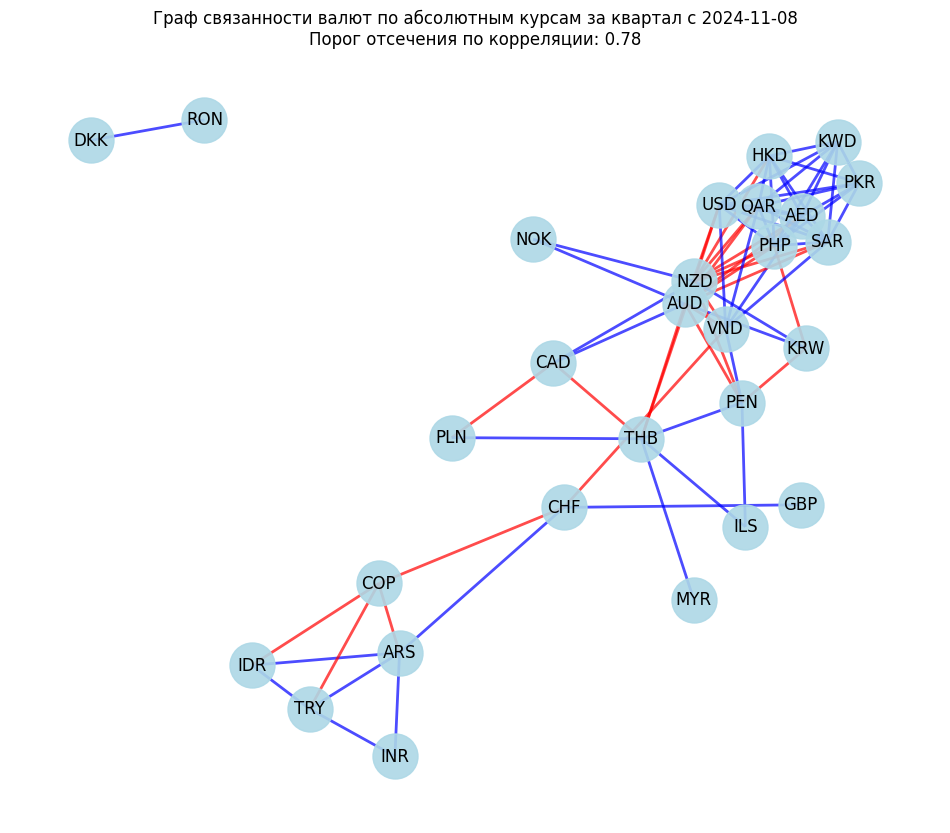 Граф связанности валют по абсолютным курсам за квартал с 2024-11-08
Порог отсечения по корреляции: 0.78
RON
DKK
KWD
HKD
PKR
USD
QAR
AED
NOK
PHP
SAR
NZD
AUD
VND
KRW
CAD
PEN
PLN
THB
CHF
GBP
ILS
COP
MYR
ARS
IDR
TRY
INR